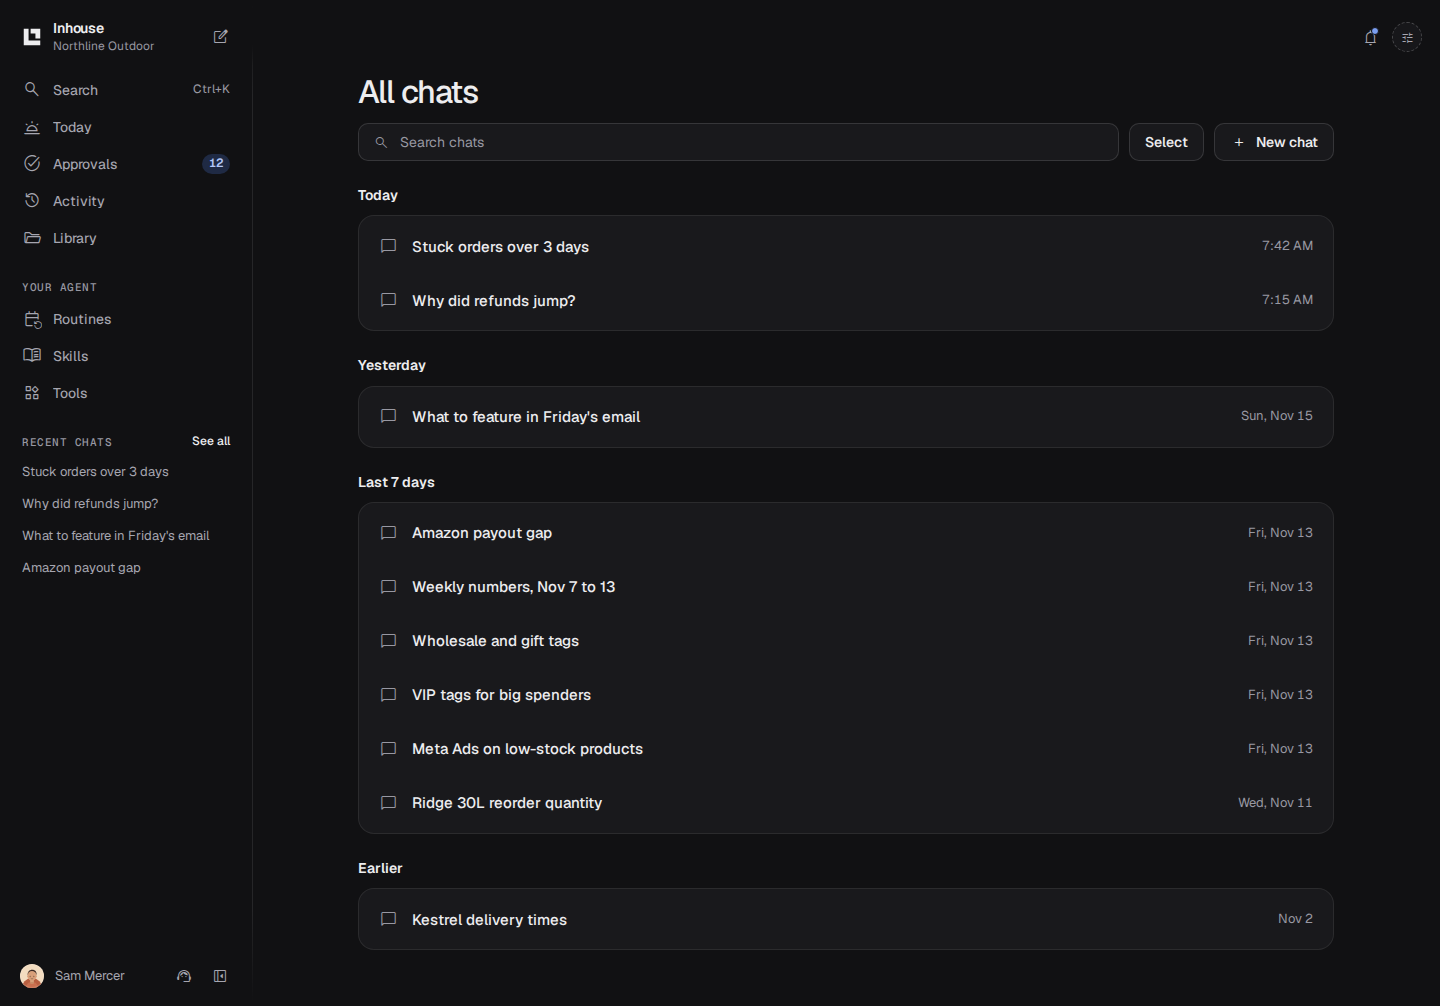 Inhouse
Northline Outdoor
Search Ctrl+K
Today
Approvals 12
Activity
Library
YOUR AGENT
Routines
Skills
Tools
RECENT CHATS See all
Stuck orders over 3 days
Why did refunds jump?
What to feature in Friday's email
Amazon payout gap
Sam Mercer
All chats
Search chats Select + New chat
Today
Stuck orders over 3 days 7:42 AM
Why did refunds jump? 7:15 AM
Yesterday
What to feature in Friday's email Sun, Nov 15
Last 7 days
Amazon payout gap Fri, Nov 13
Weekly numbers, Nov 7 to 13 Fri, Nov 13
Wholesale and gift tags Fri, Nov 13
VIP tags for big spenders Fri, Nov 13
Meta Ads on low-stock products Fri, Nov 13
Ridge 30L reorder quantity Wed, Nov 11
Earlier
Kestrel delivery times Nov 2